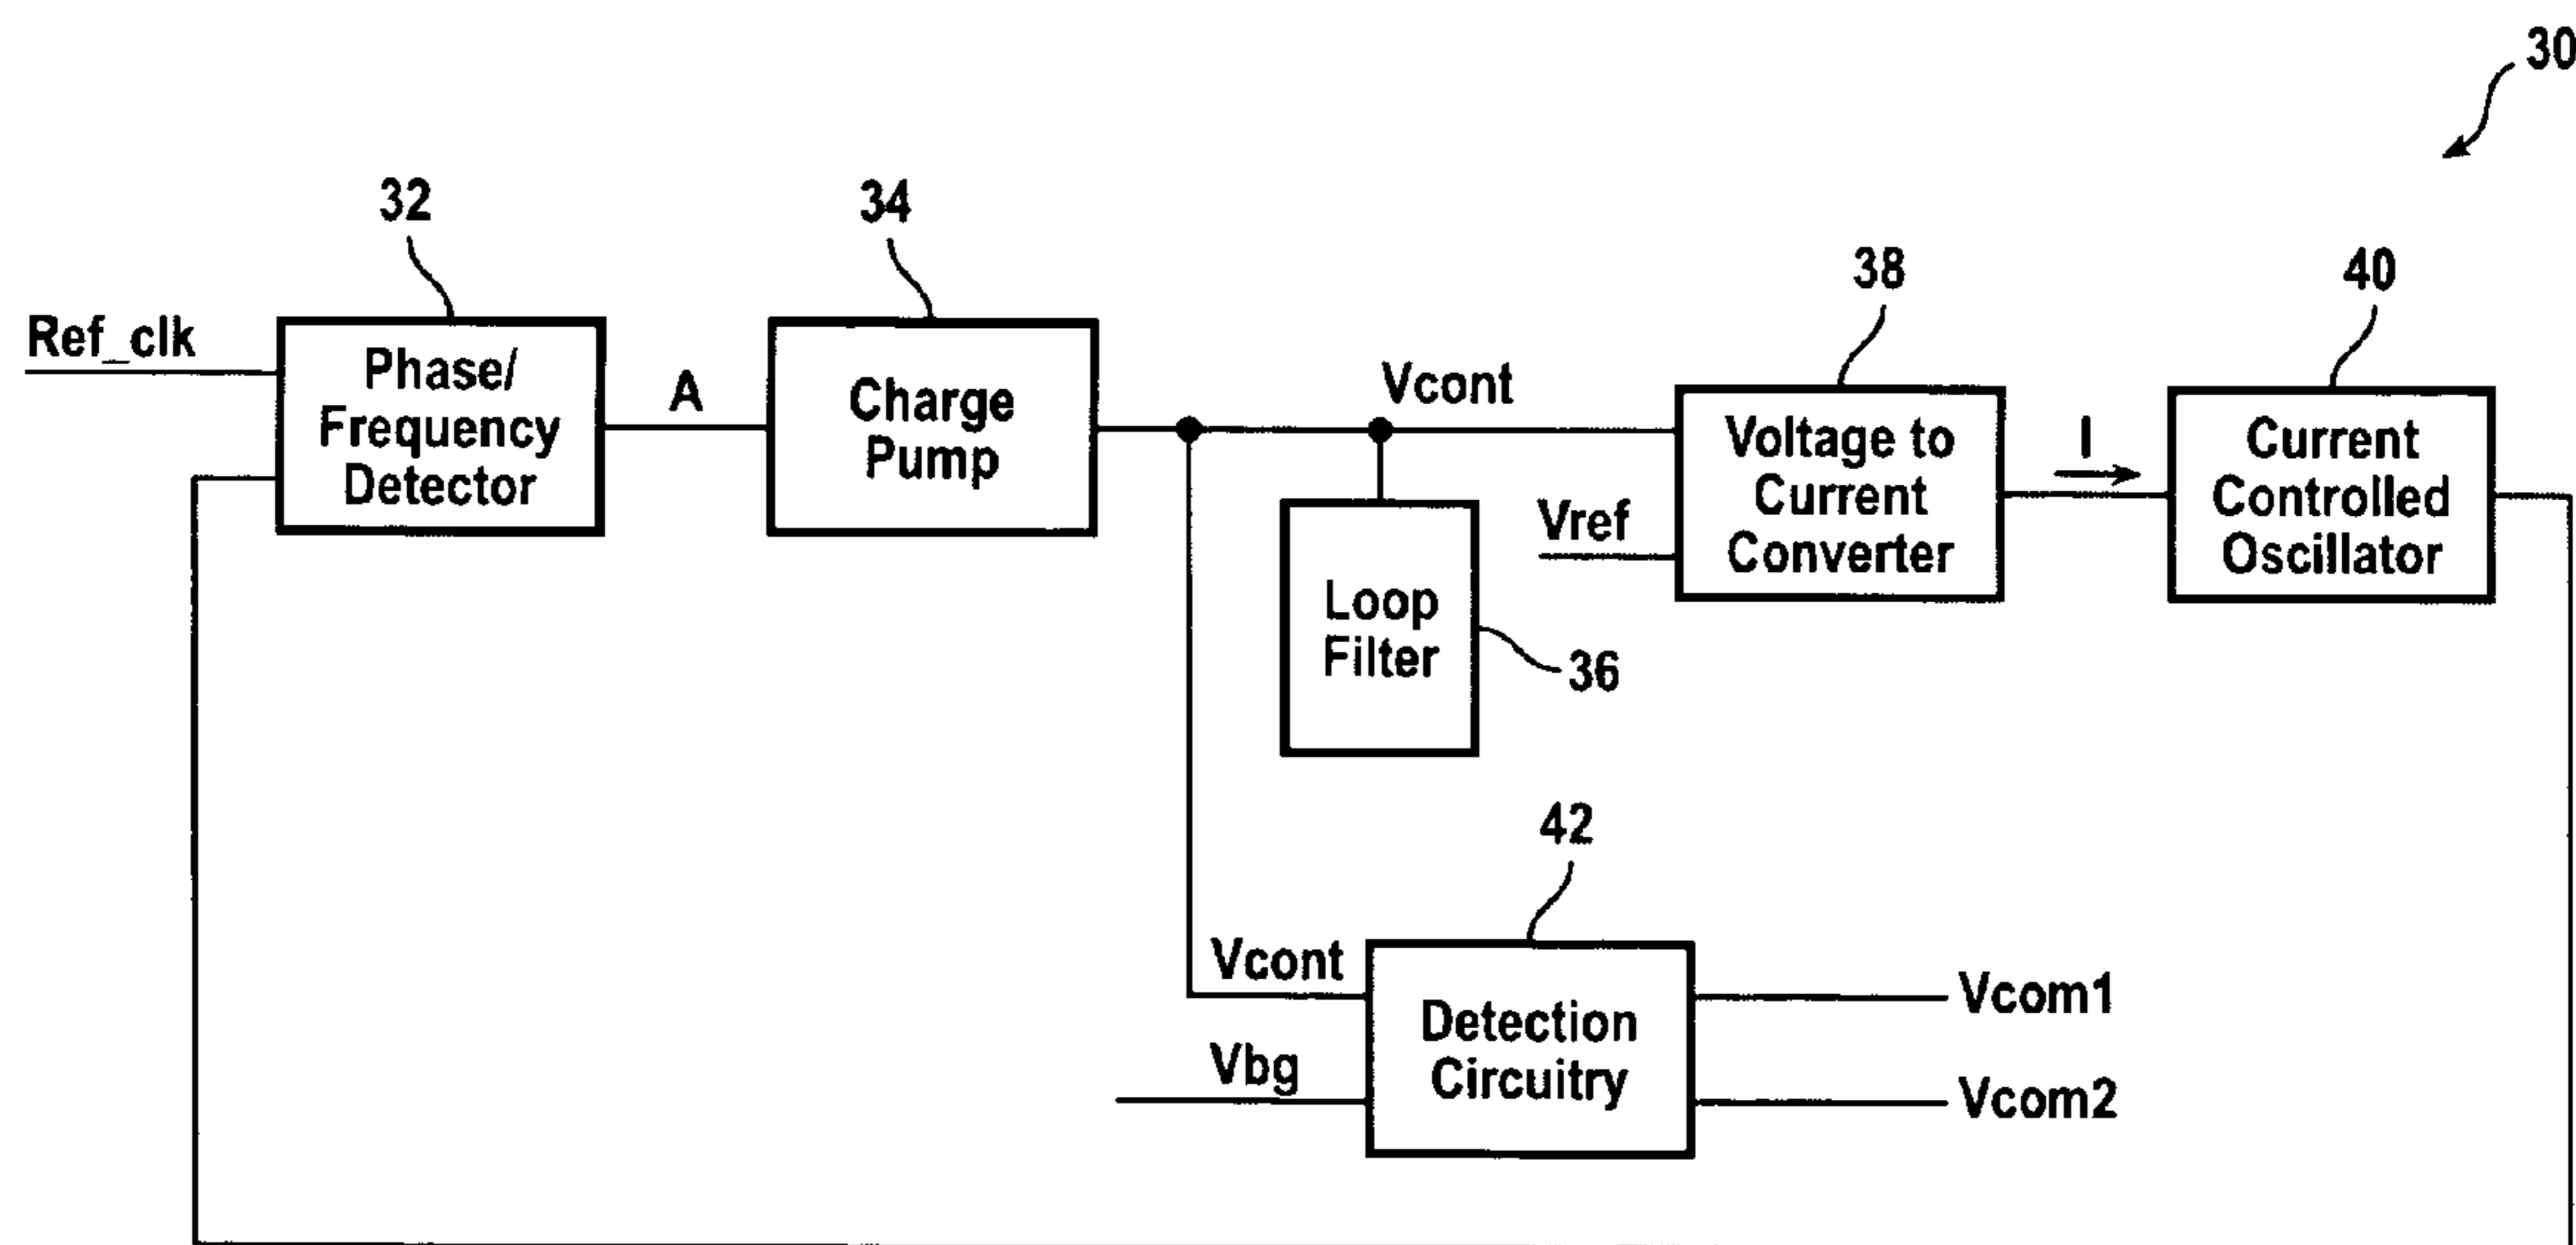 30
32
34
38
40
Ref_clk
Phase/
Frequency
Detector
A
Charge
Pump
Vcont
Vref
Voltage to
Current
Converter
I
Current
Controlled
Oscillator
Loop
Filter
36
42
Vcont
Vbg
Detection
Circuitry
Vcom1
Vcom2